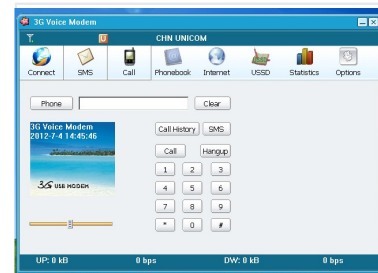 3G Voice Modem
CHN UNICOM
Connect SMS Call Phonebook Internet USSD Statistics Options
Phone Clear
3G Voice Modem
2012-7-4 14:45:46
3G USB MODEM
Call History SMS
Call Hangup
1 2 3
4 5 6
7 8 9
* 0 #
UP: 0 kB 0 bps DW: 0 kB 0 bps